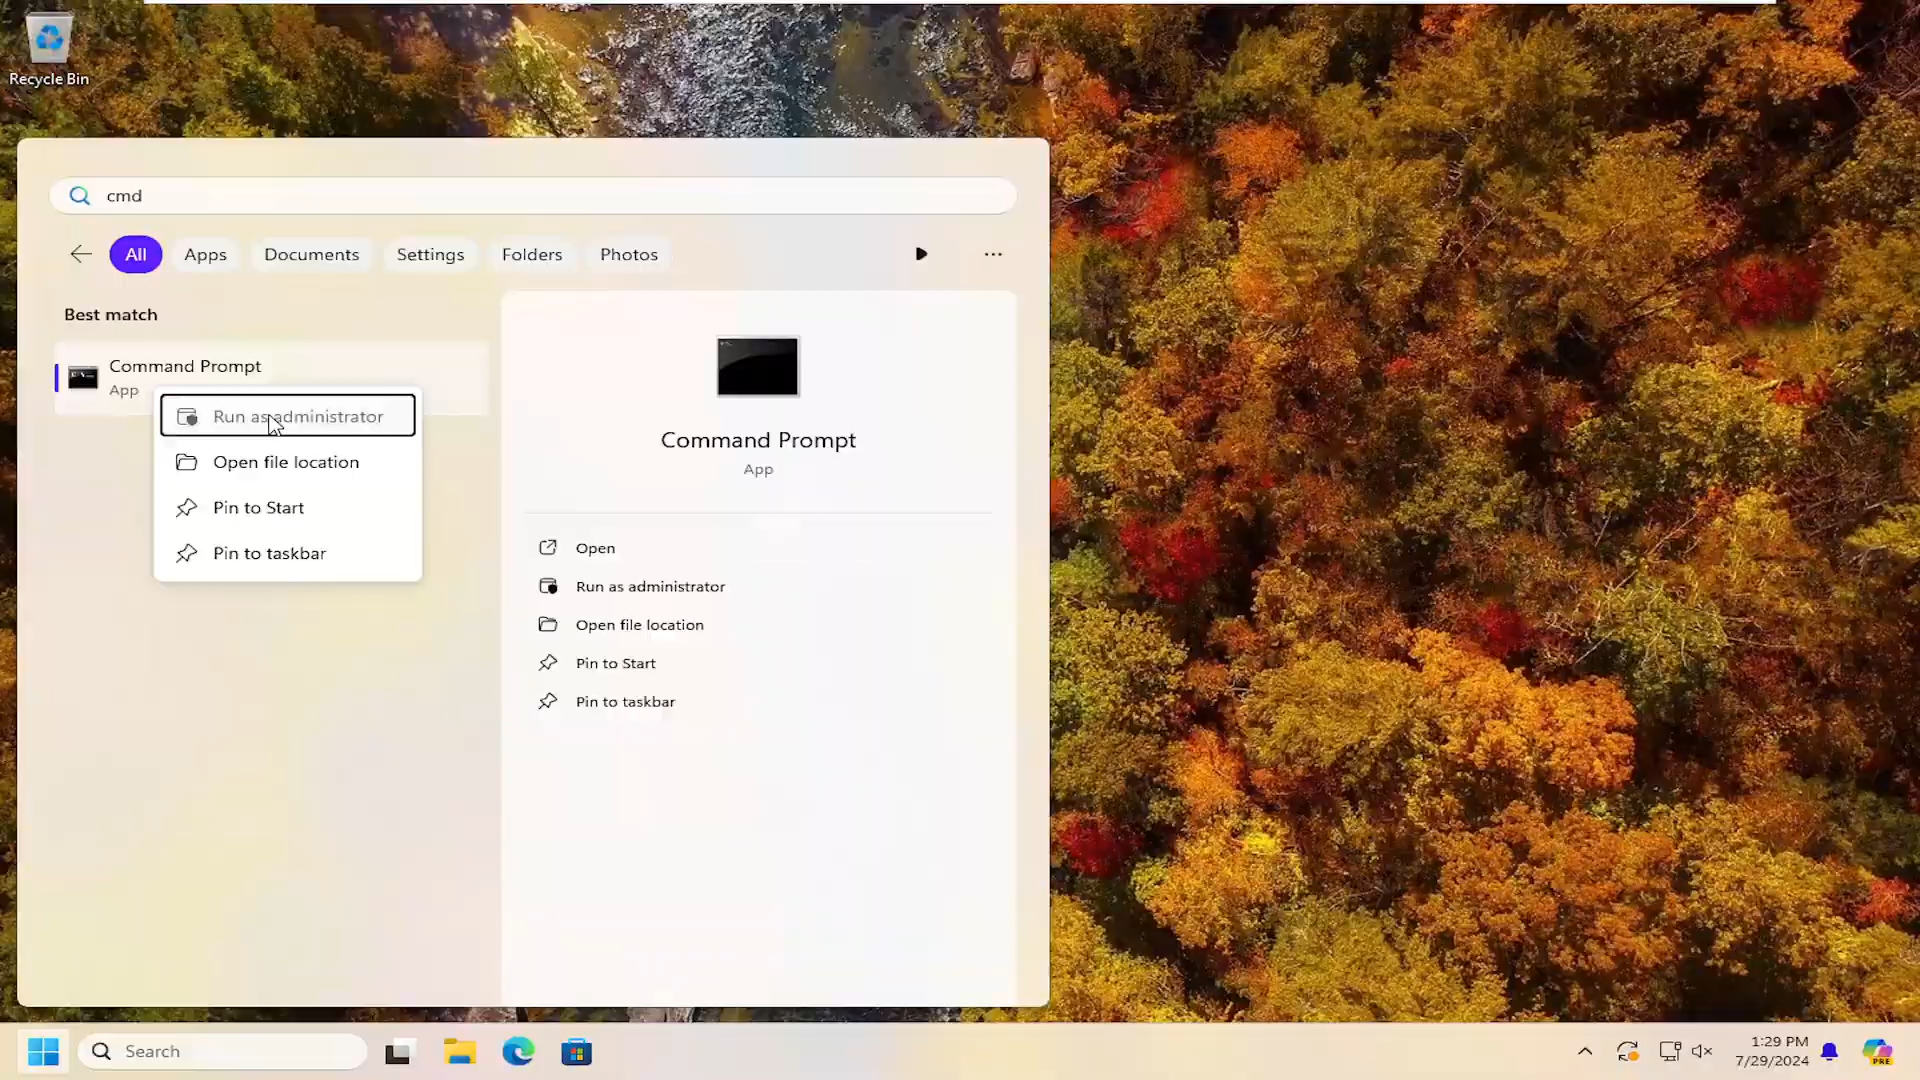 Recycle Bin
cmd
All
Apps
Documents
Settings
Folders
Photos
Best match
Command Prompt
App
Run as administrator
Open file location
Pin to Start
Pin to taskbar
Command Prompt
App
Open
Run as administrator
Open file location
Pin to Start
Pin to taskbar
Search
1:29 PM
7/29/2024
PRE